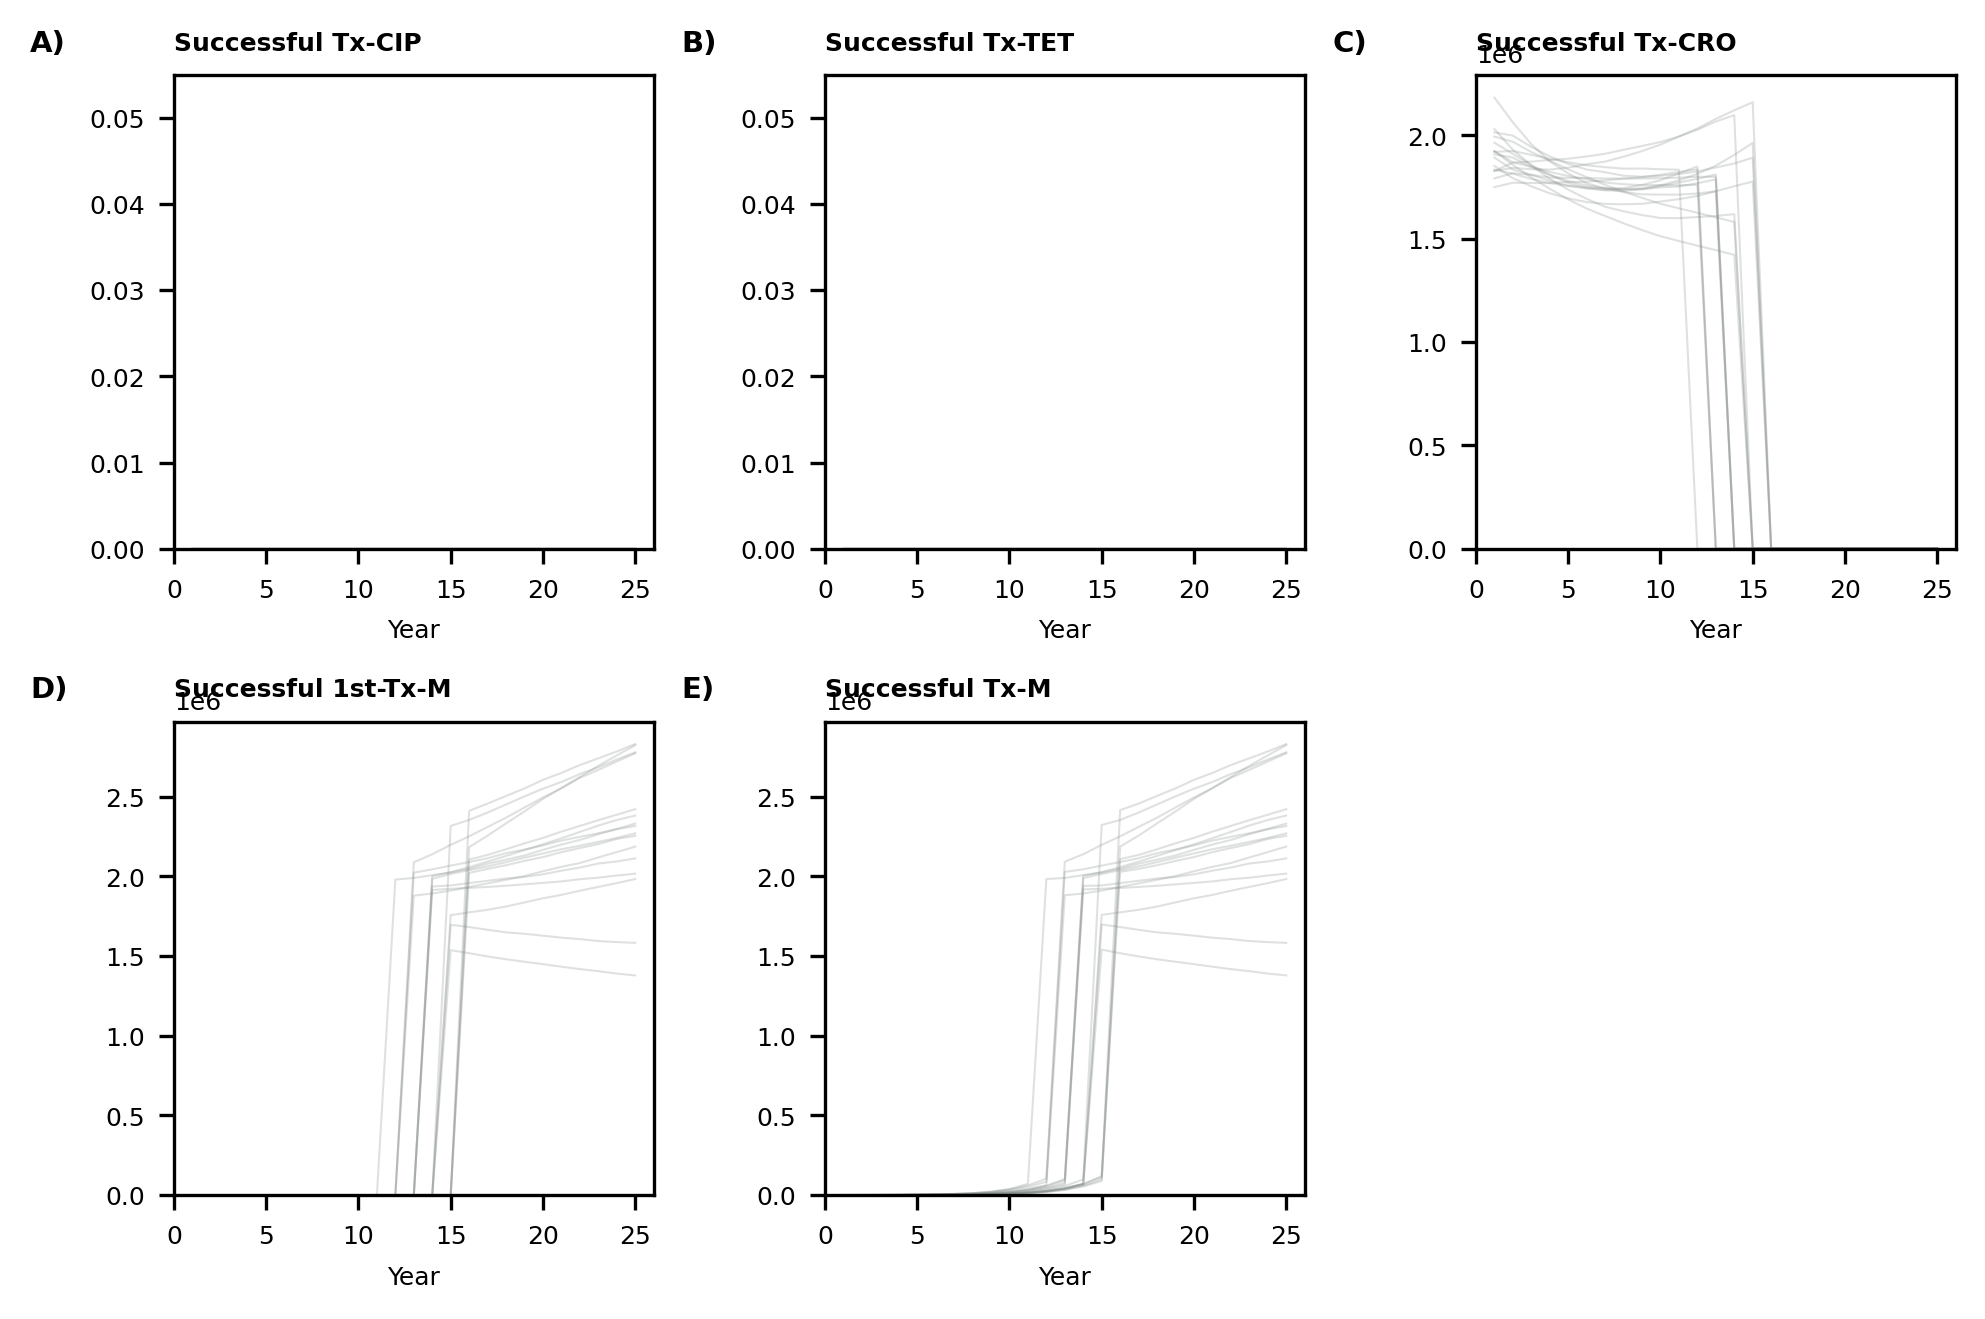 A) Successful Tx-CIP
0.05
0.04
0.03
0.02
0.01
0.00
0 5 10 15 20 25
Year
B) Successful Tx-TET
0.05
0.04
0.03
0.02
0.01
0.00
0 5 10 15 20 25
Year
C) Successful Tx-CRO
1e6
2.0
1.5
1.0
0.5
0.0
0 5 10 15 20 25
Year
D) Successful 1st-Tx-M
1e6
2.5
2.0
1.5
1.0
0.5
0.0
0 5 10 15 20 25
Year
E) Successful Tx-M
1e6
2.5
2.0
1.5
1.0
0.5
0.0
0 5 10 15 20 25
Year